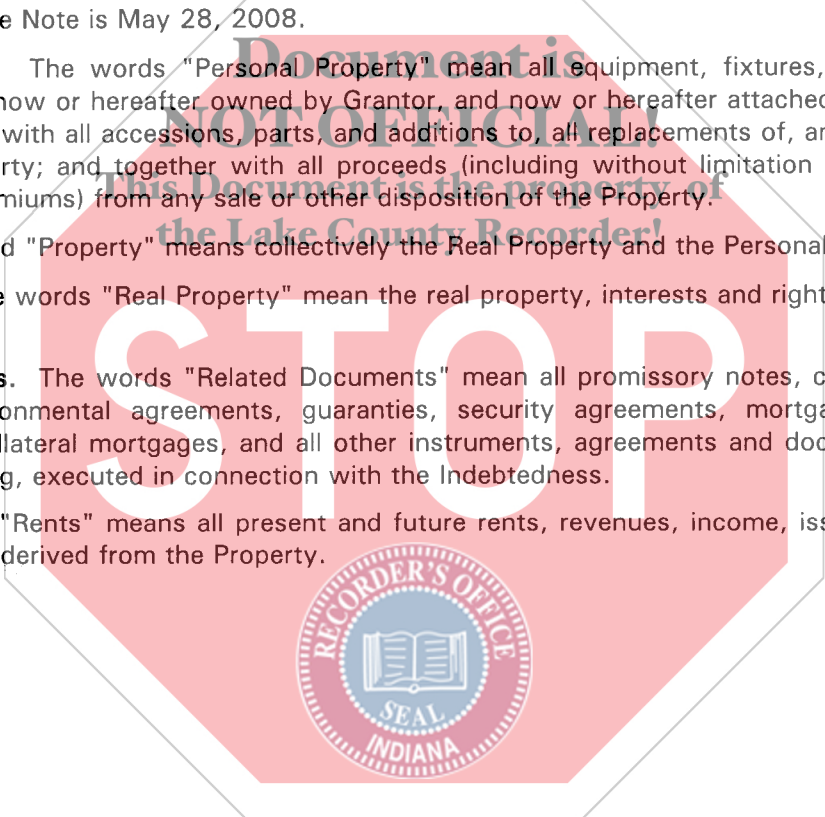 e Note is May 28, 2008.
Document is
The words "Personal Property" mean all equipment, fixtures,
now or hereafter owned by Grantor, and now or hereafter attached
NOT OFFICIAL!
with all accessions, parts, and additions to, all replacements of, an
rty; and together with all proceeds (including without limitation
This Document is the property of
miums) from any sale or other disposition of the Property.
the Lake County Recorder!
d "Property" means collectively the Real Property and the Personal
e words "Real Property" mean the real property, interests and right
STOP
s. The words "Related Documents" mean all promissory notes, c
onmental agreements, guaranties, security agreements, mortga
llateral mortgages, and all other instruments, agreements and doc
g, executed in connection with the Indebtedness.
"Rents" means all present and future rents, revenues, income, iss
derived from the Property.
RECORDER'S OFFICE
SEAL
INDIANA